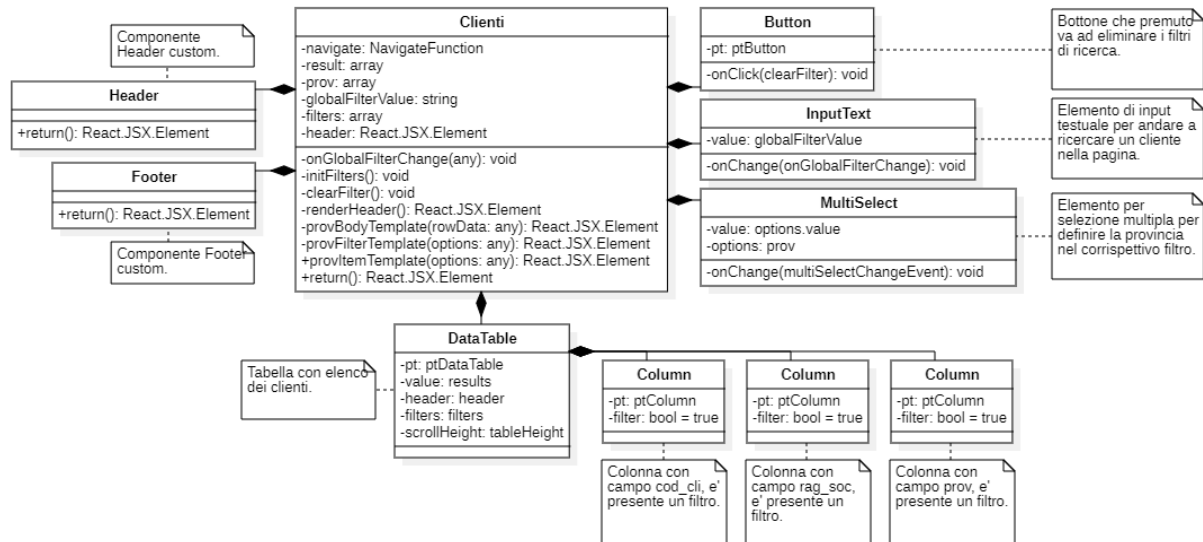 Componente
Header custom.
Header
+return(): React.JSX.Element
Footer
+return(): React.JSX.Element
Componente Footer
custom.
Clienti
-navigate: NavigateFunction
-result: array
-prov: array
-globalFilterValue: string
-filters: array
-header: React.JSX.Element
-onGlobalFilterChange(any): void
-initFilters(): void
-clearFilter(): void
-renderHeader(): React.JSX.Element
-provBodyTemplate(rowData: any): React.JSX.Element
-provFilterTemplate(options: any): React.JSX.Element
+provItemTemplate(options: any): React.JSX.Element
+return(): React.JSX.Element
Button
-pt: ptButton
-onClick(clearFilter): void
Bottone che premuto
va ad eliminare i filtri
di ricerca.
InputText
-value: globalFilterValue
-onChange(onGlobalFilterChange): void
Elemento di input
testuale per andare a
ricercare un cliente
nella pagina.
MultiSelect
-value: options.value
-options: prov
-onChange(multiSelectChangeEvent): void
Elemento per
selezione multipla per
definire la provincia
nel corrispettivo filtro.
Tabella con elenco
dei clienti.
DataTable
-pt: ptDataTable
-value: results
-header: header
-filters: filters
-scrollHeight: tableHeight
Column
-pt: ptColumn
-filter: bool = true
Colonna con
campo cod_cli, e'
presente un filtro.
Column
-pt: ptColumn
-filter: bool = true
Colonna con
campo rag_soc,
e' presente un
filtro.
Column
-pt: ptColumn
-filter: bool = true
Colonna con
campo prov, e'
presente un filtro.